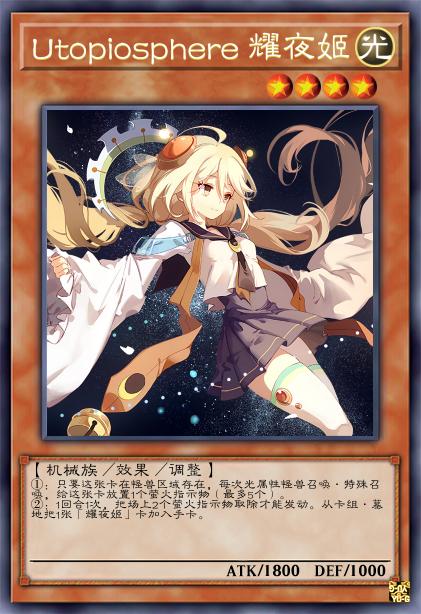 Utopiosphere 耀夜姬
光
【机械族／效果／调整】
①：只要这张卡在怪兽区域存在，每次光属性怪兽召唤·特殊召
唤，给这张卡放置1个萤火指示物（最多5个）。
②：1回合1次，把场上2个萤火指示物取除才能发动。从卡组·墓
地把1张「耀夜姬」卡加入手卡。
ATK/1800 DEF/1000